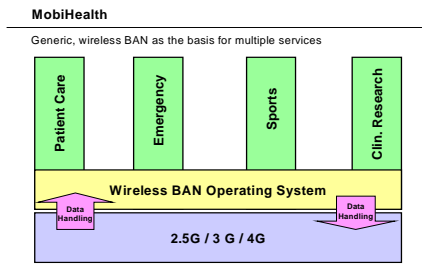 MobiHealth
Generic, wireless BAN as the basis for multiple services
Patient Care
Emergency
Sports
Clin. Research
Wireless BAN Operating System
Data
Handling
Data
Handling
2.5G / 3 G / 4G